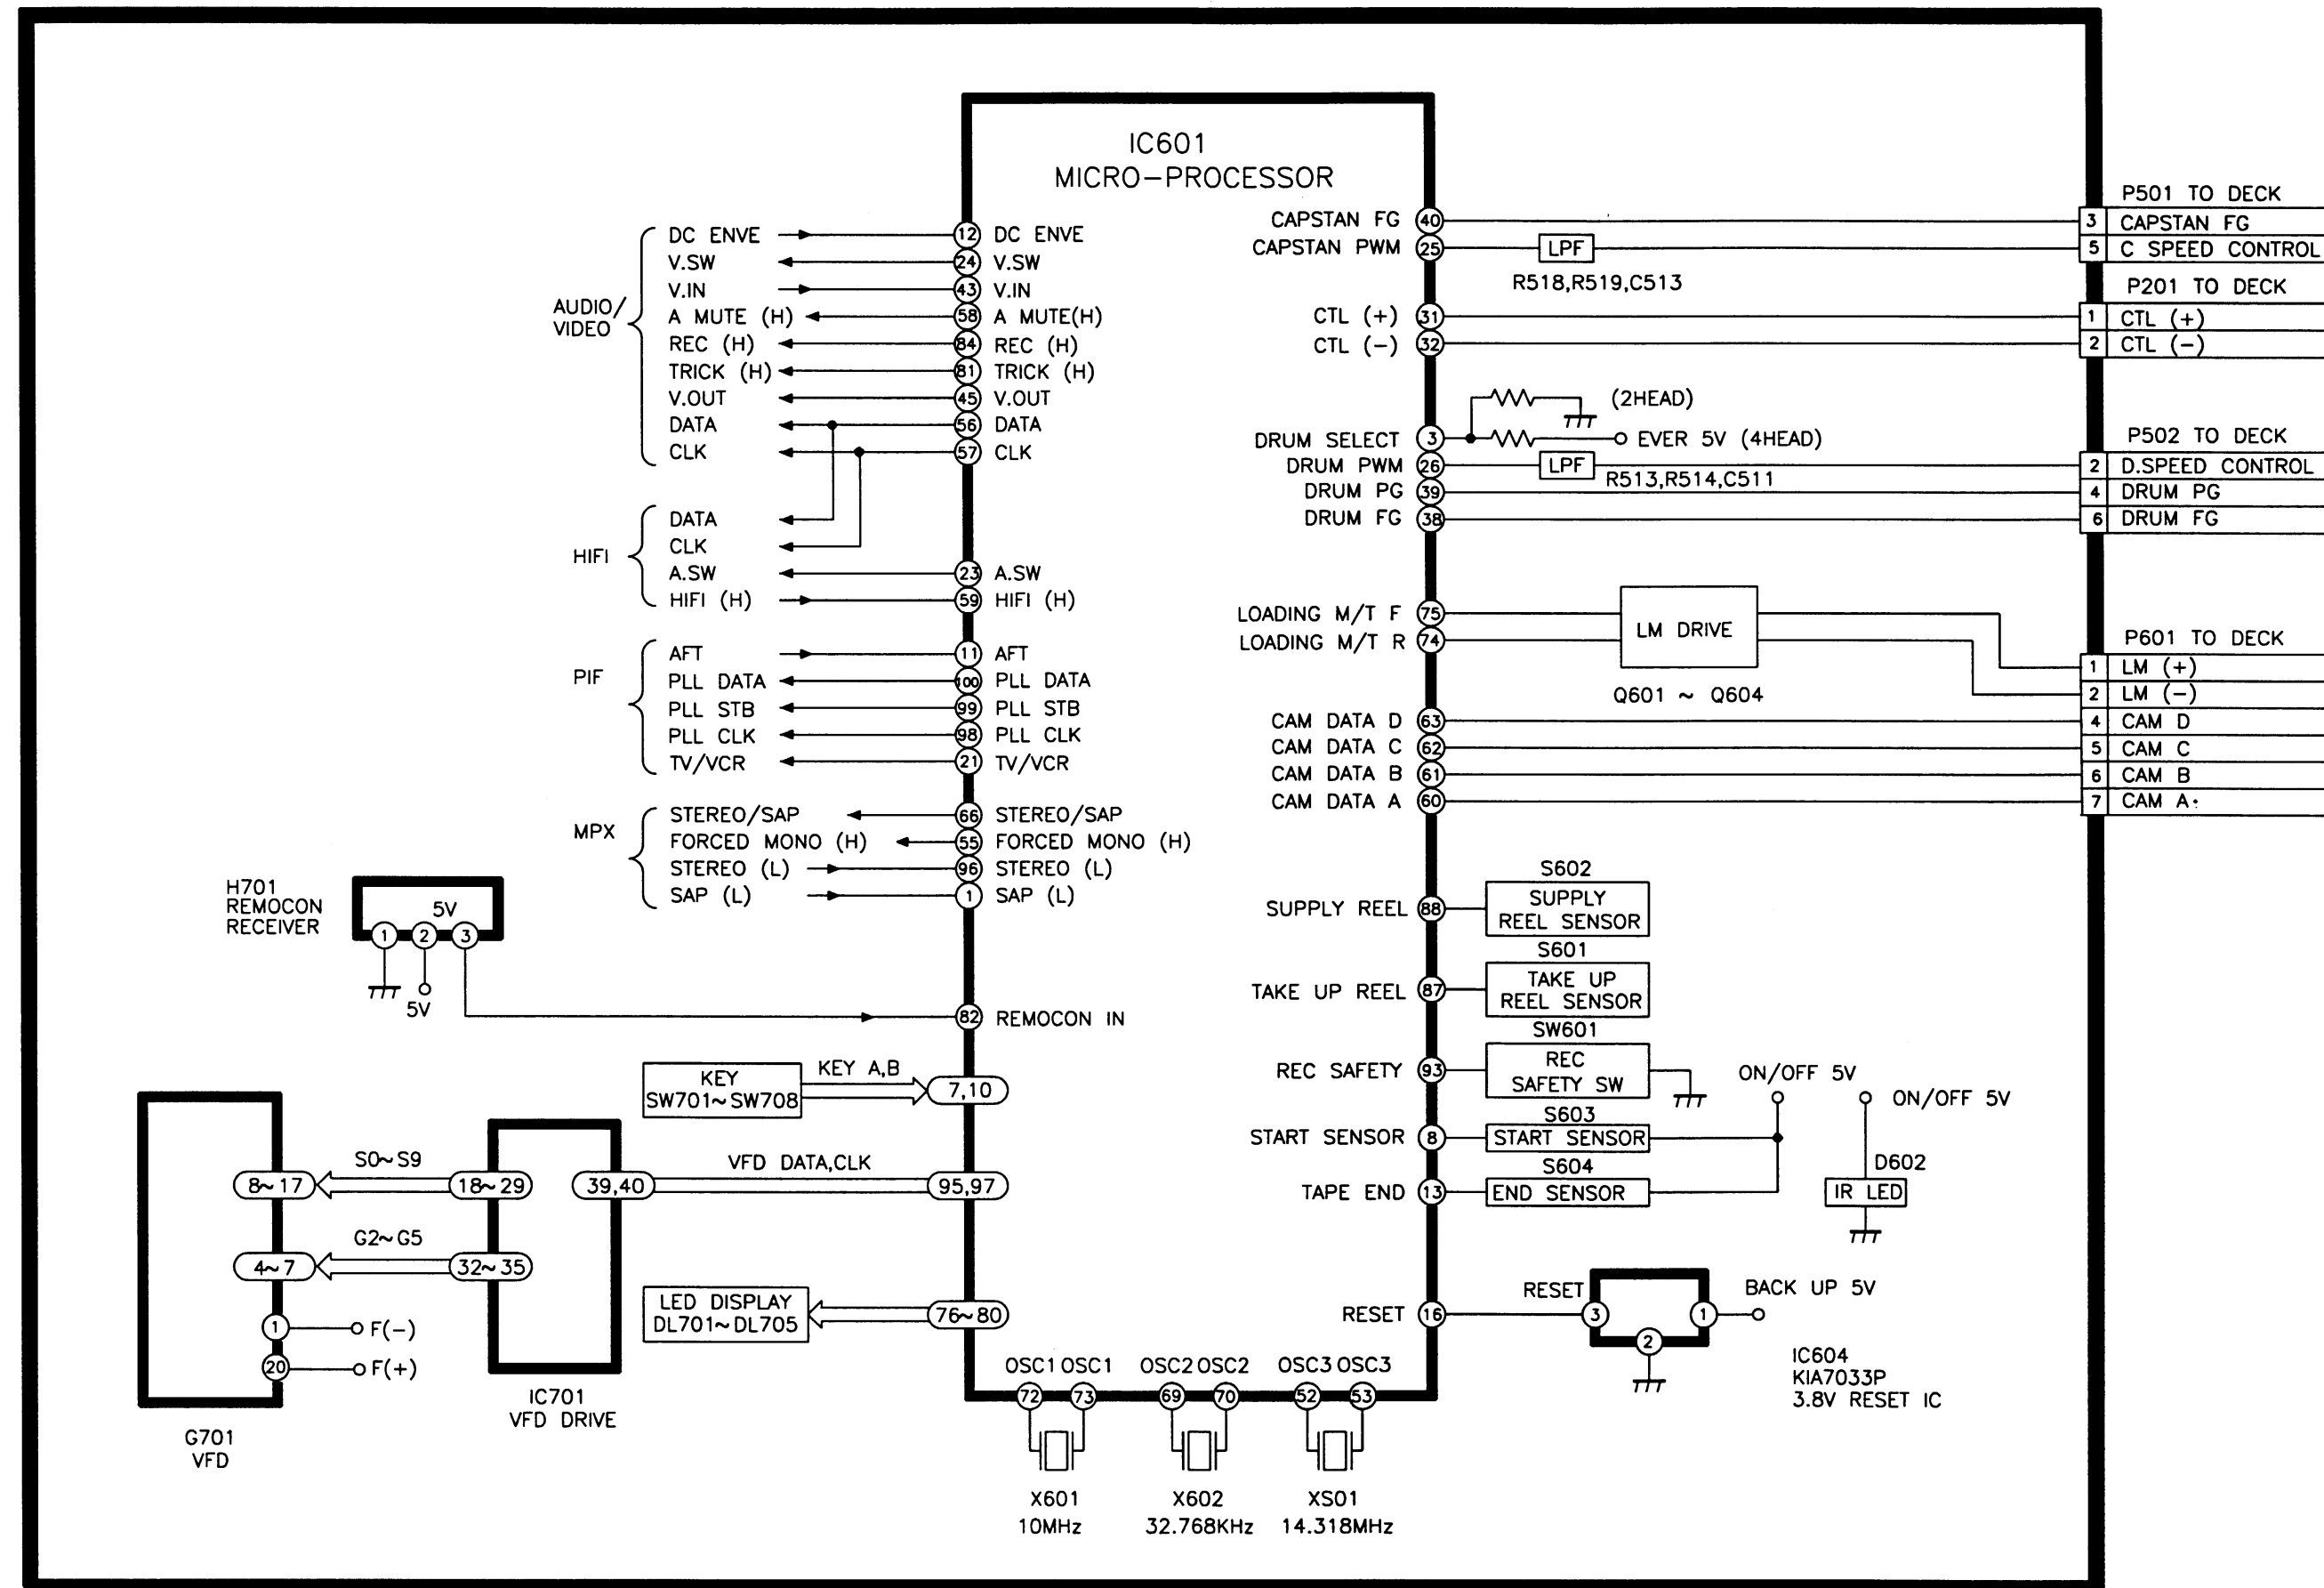 IC601
MICRO-PROCESSOR
AUDIO/
VIDEO
DC ENVE 12 DC ENVE
V.SW 24 V.SW
V.IN 43 V.IN
A MUTE (H) 58 A MUTE(H)
REC (H) 84 REC (H)
TRICK (H) 81 TRICK (H)
V.OUT 45 V.OUT
DATA 56 DATA
CLK 57 CLK
HIFI
DATA
CLK
A.SW 23 A.SW
HIFI (H) 59 HIFI (H)
PIF
AFT 11 AFT
PLL DATA 100 PLL DATA
PLL STB 99 PLL STB
PLL CLK 98 PLL CLK
TV/VCR 21 TV/VCR
MPX
STEREO/SAP 66 STEREO/SAP
FORCED MONO (H) 55 FORCED MONO (H)
STEREO (L) 96 STEREO (L)
SAP (L) 1 SAP (L)
H701
REMOCON
RECEIVER
5V
1 2 3
5V
82 REMOCON IN
KEY
SW701~SW708
KEY A,B
7,10
S0~S9
8~17 18~29
39,40
VFD DATA,CLK
95,97
G2~G5
4~7 32~35
1 F(-)
20 F(+)
G701
VFD
IC701
VFD DRIVE
LED DISPLAY
DL701~DL705
76~80
OSC1 OSC1 OSC2 OSC2 OSC3 OSC3
72 73 69 70 52 53
X601
10MHz
X602
32.768KHz
XS01
14.318MHz
CAPSTAN FG 40
CAPSTAN PWM 25 LPF
R518,R519,C513
CTL (+) 31
CTL (-) 32
(2HEAD)
DRUM SELECT 3 EVER 5V (4HEAD)
DRUM PWM 26 LPF
R513,R514,C511
DRUM PG 39
DRUM FG 38
LOADING M/T F 75
LOADING M/T R 74
LM DRIVE
Q601 ~ Q604
CAM DATA D 63
CAM DATA C 62
CAM DATA B 61
CAM DATA A 60
S602
SUPPLY REEL 88
SUPPLY
REEL SENSOR
S601
TAKE UP REEL 87
TAKE UP
REEL SENSOR
SW601
REC SAFETY 93
REC
SAFETY SW
S603
START SENSOR 8 START SENSOR
S604
TAPE END 13 END SENSOR
ON/OFF 5V
ON/OFF 5V
D602
IR LED
RESET 16
RESET
3 1
2
BACK UP 5V
IC604
KIA7033P
3.8V RESET IC
P501 TO DECK
3 CAPSTAN FG
5 C SPEED CONTROL
P201 TO DECK
1 CTL (+)
2 CTL (-)
P502 TO DECK
2 D.SPEED CONTROL
4 DRUM PG
6 DRUM FG
P601 TO DECK
1 LM (+)
2 LM (-)
4 CAM D
5 CAM C
6 CAM B
7 CAM A